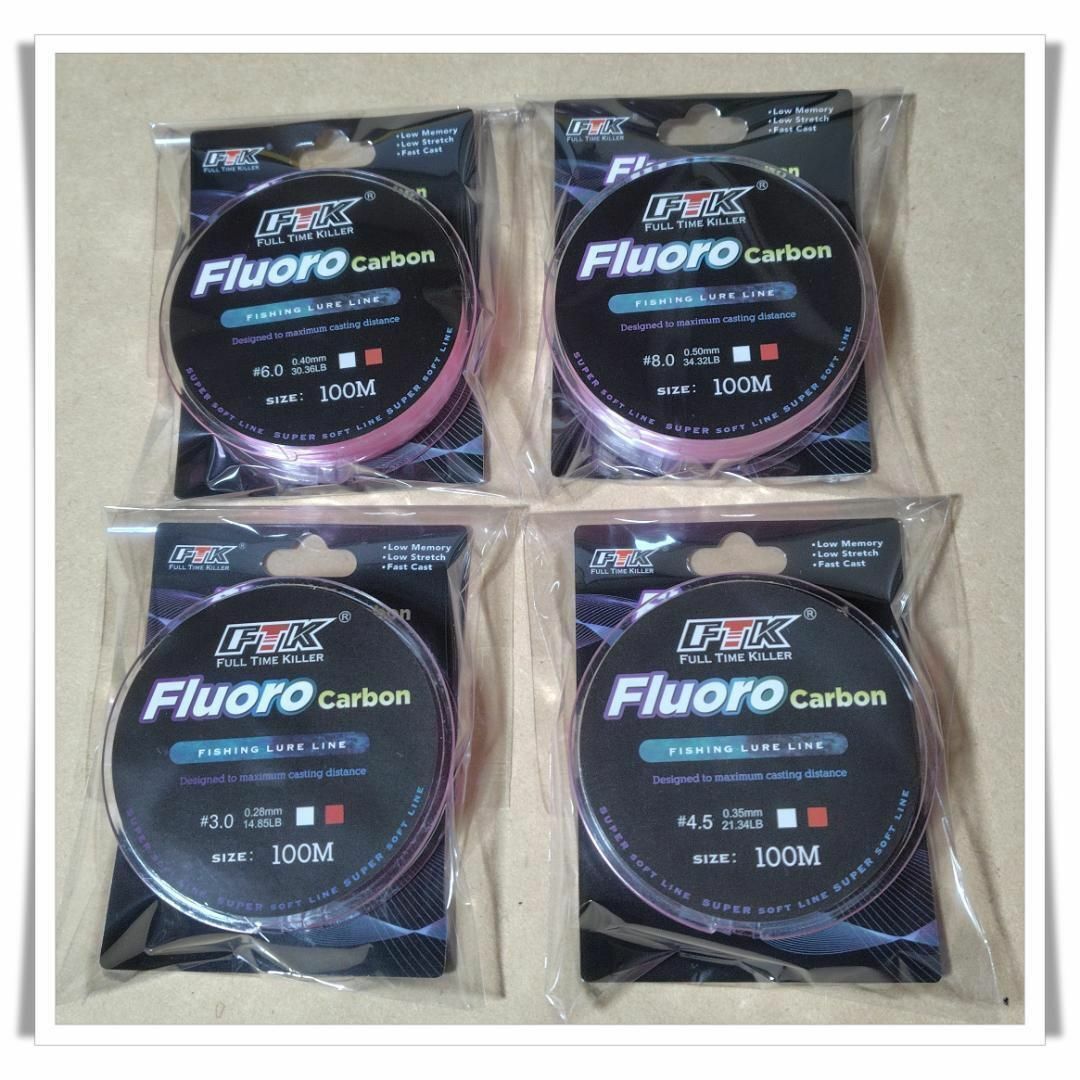 FTK
FULL TIME KILLER
•Low Memory
•Low Stretch
•Fast Cast
FTK®
FULL TIME KILLER
Fluoro Carbon
FISHING LURE LINE
Designed to maximum casting distance
#6.0 0.40mm
30.36LB
SIZE: 100M
SUPER SOFT LINE SUPER SOFT LINE SUPER SOFT LINE
FTK
FULL TIME KILLER
•Low Memory
•Low Stretch
•Fast Cast
FTK®
FULL TIME KILLER
Fluoro Carbon
FISHING LURE LINE
Designed to maximum casting distance
#8.0 0.50mm
34.32LB
SIZE: 100M
SUPER SOFT LINE SUPER SOFT LINE SUPER SOFT LINE
FTK®
FULL TIME KILLER
•Low Memory
•Low Stretch
•Fast Cast
FTK®
FULL TIME KILLER
Fluoro Carbon
FISHING LURE LINE
Designed to maximum casting distance
#3.0 0.28mm
14.85LB
SIZE: 100M
SUPER SOFT LINE SUPER SOFT LINE SUPER SOFT LINE
FTK
FULL TIME KILLER
•Low Memory
•Low Stretch
•Fast Cast
FTK®
FULL TIME KILLER
Fluoro Carbon
FISHING LURE LINE
Designed to maximum casting distance
#4.5 0.35mm
21.34LB
SIZE: 100M
SUPER SOFT LINE SUPER SOFT LINE SUPER SOFT LINE